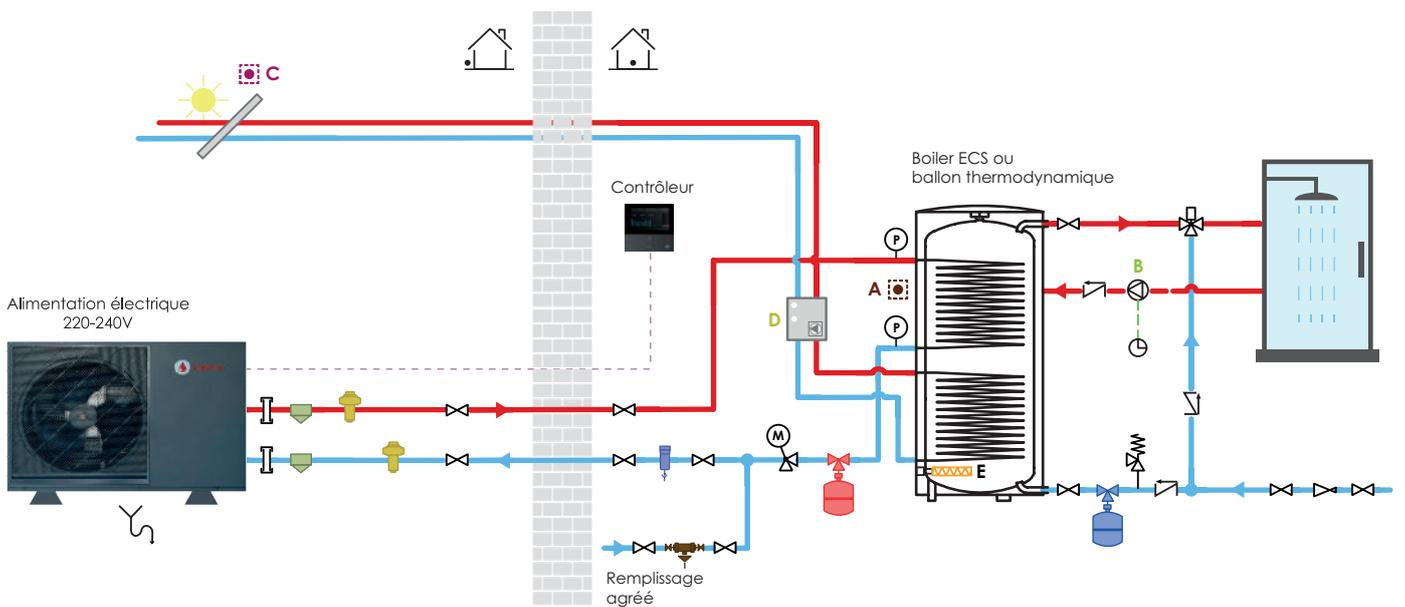 C
Boiler ECS ou
ballon thermodynamique
Contrôleur
P
B
A
Alimentation électrique
220-240V
D
P
M
E
Remplissage
agréé